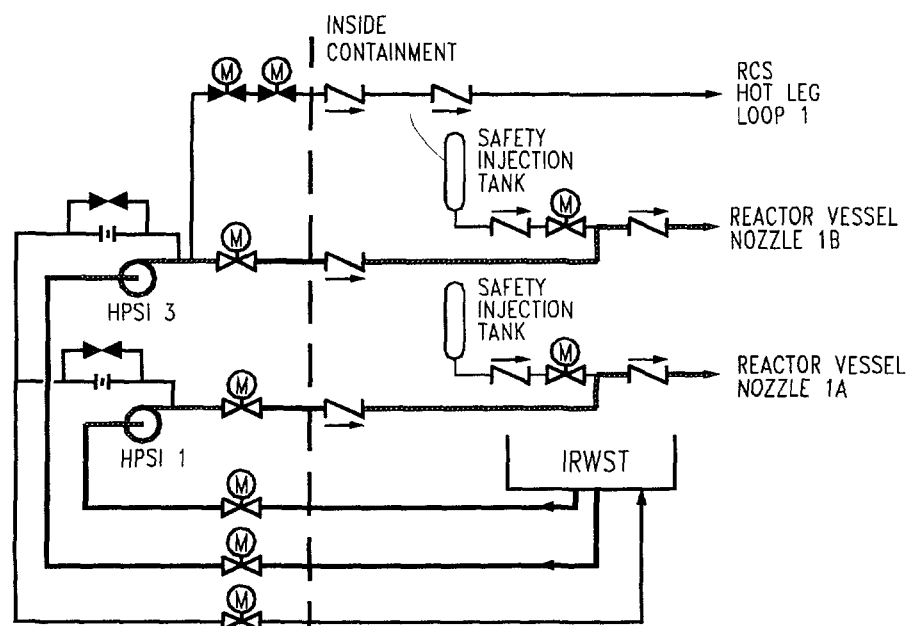 INSIDE
CONTAINMENT
M
M
RCS
HOT LEG
LOOP 1
SAFETY
INJECTION
TANK
M
REACTOR VESSEL
NOZZLE 1B
M
HPSI 3
SAFETY
INJECTION
TANK
M
REACTOR VESSEL
NOZZLE 1A
M
HPSI 1
IRWST
M
M
M